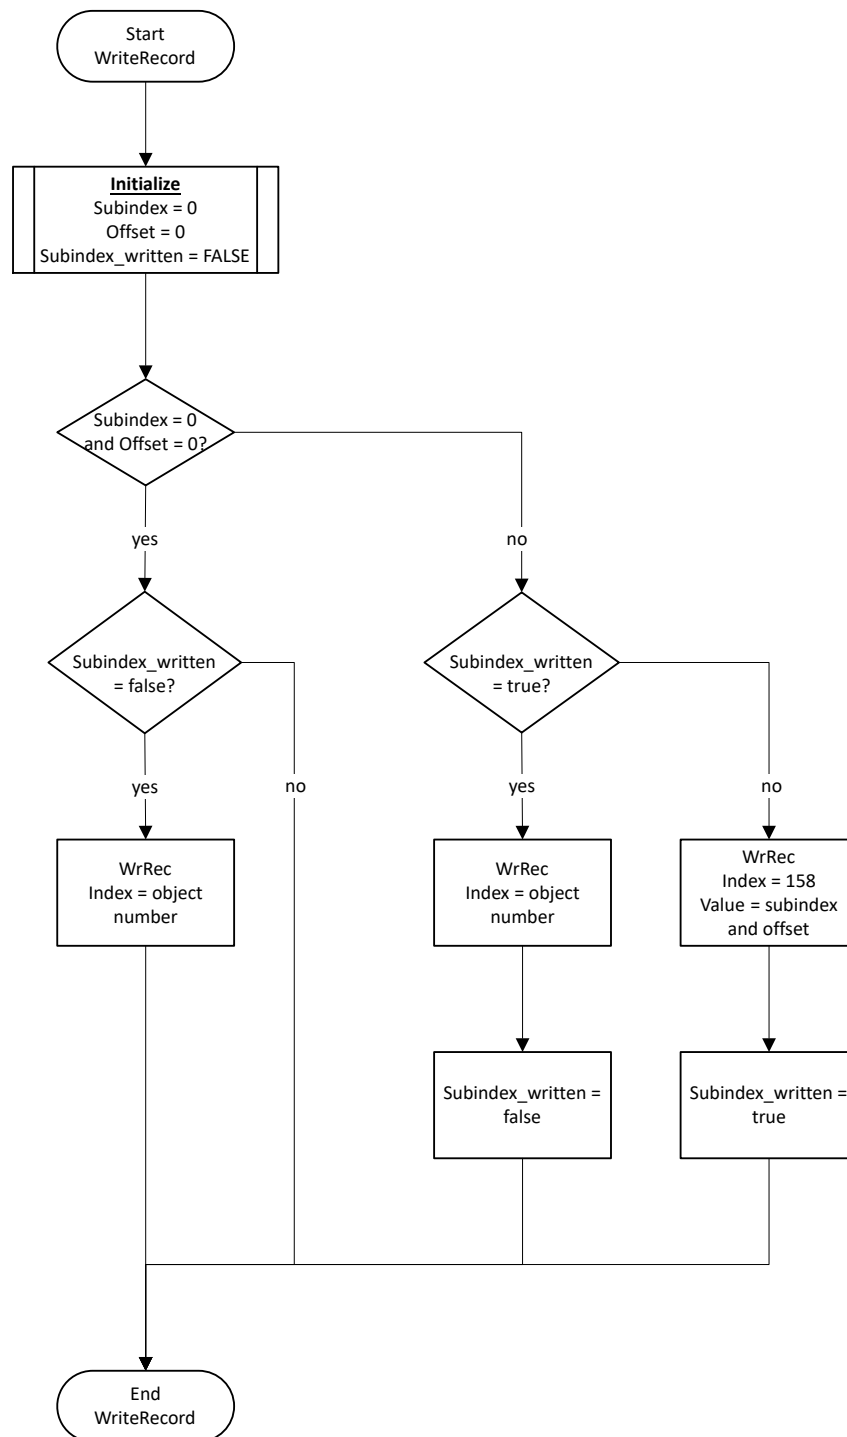 Start
WriteRecord
Initialize
Subindex = 0
Offset = 0
Subindex_written = FALSE
Subindex = 0
and Offset = 0?
yes
no
Subindex_written
= false?
Subindex_written
= true?
yes
no
yes
no
WrRec
Index = object
number
WrRec
Index = object
number
WrRec
Index = 158
Value = subindex
and offset
Subindex_written =
false
Subindex_written =
true
End
WriteRecord